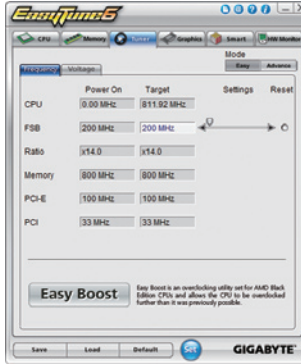 EasyTune6
CPU Memory Tuner Graphics Smart HW Monitor
Mode
Frequency Voltage Easy Advance
Power On Target Settings Reset
CPU 0.00 MHz 811.92 MHz
FSB 200 MHz 200 MHz
Ratio x14.0 x14.0
Memory 800 MHz 800 MHz
PCI-E 100 MHz 100 MHz
PCI 33 MHz 33 MHz
Easy Boost
Easy Boost is an overclocking utility set for AMD Black
Edition CPUs and allows the CPU to be overclocked
further than it was previously possible.
Save Load Default Set GIGABYTE